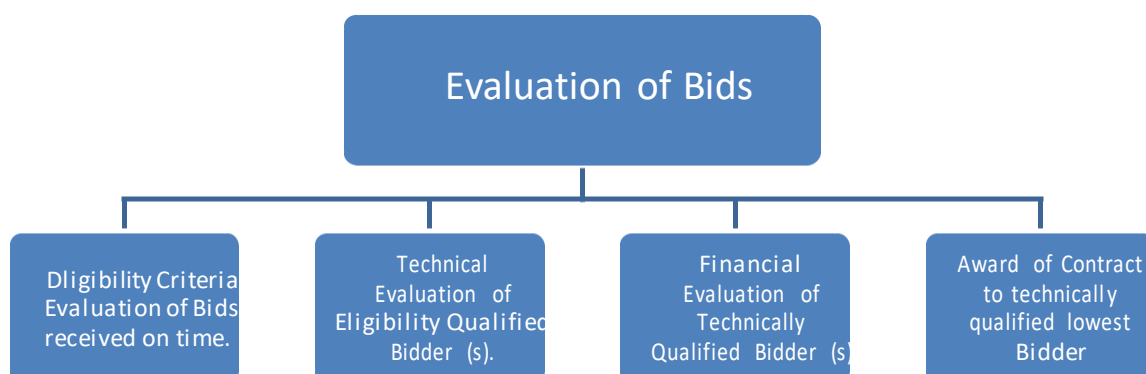 Evaluation of Bids
Dligibility Criteria
Evaluation of Bids
received on time.
Technical
Evaluation of
Eligibility Qualified
Bidder (s).
Financial
Evaluation of
Technically
Qualified Bidder (s)
Award of Contract
to technically
qualified lowest
Bidder